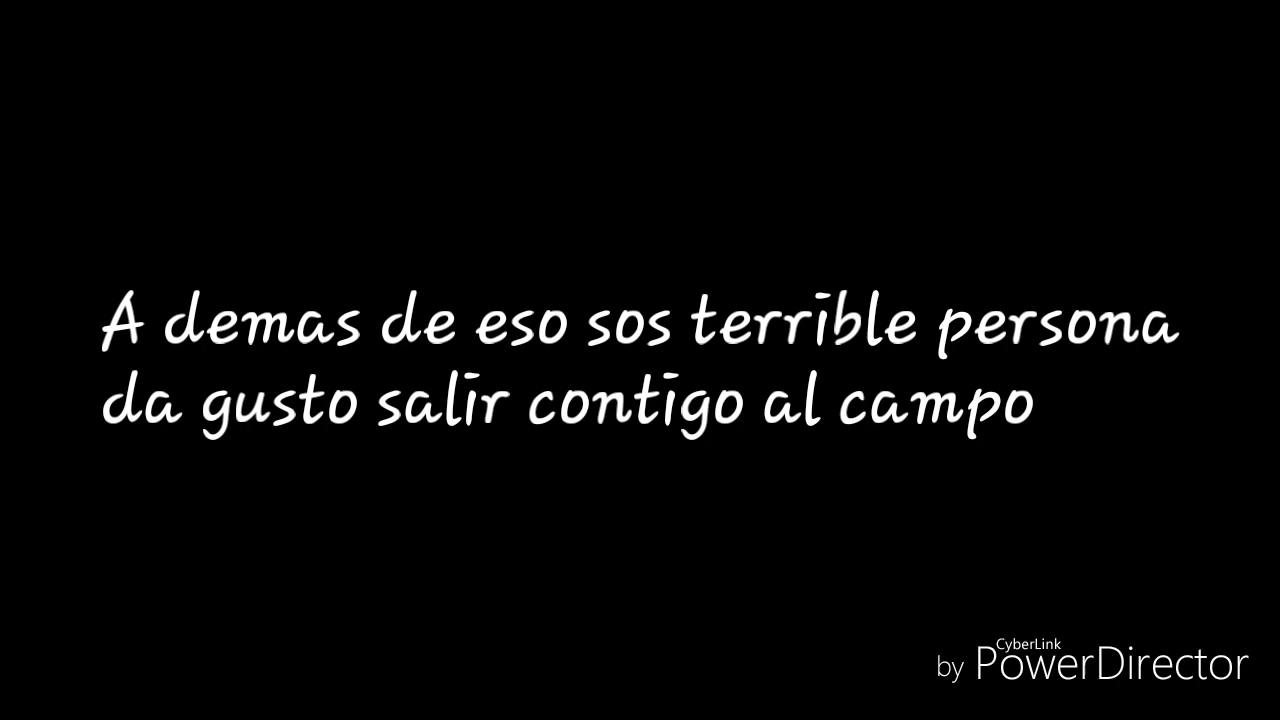 A demas de eso sos terrible persona
da gusto salir contigo al campo
by CyberLink PowerDirector